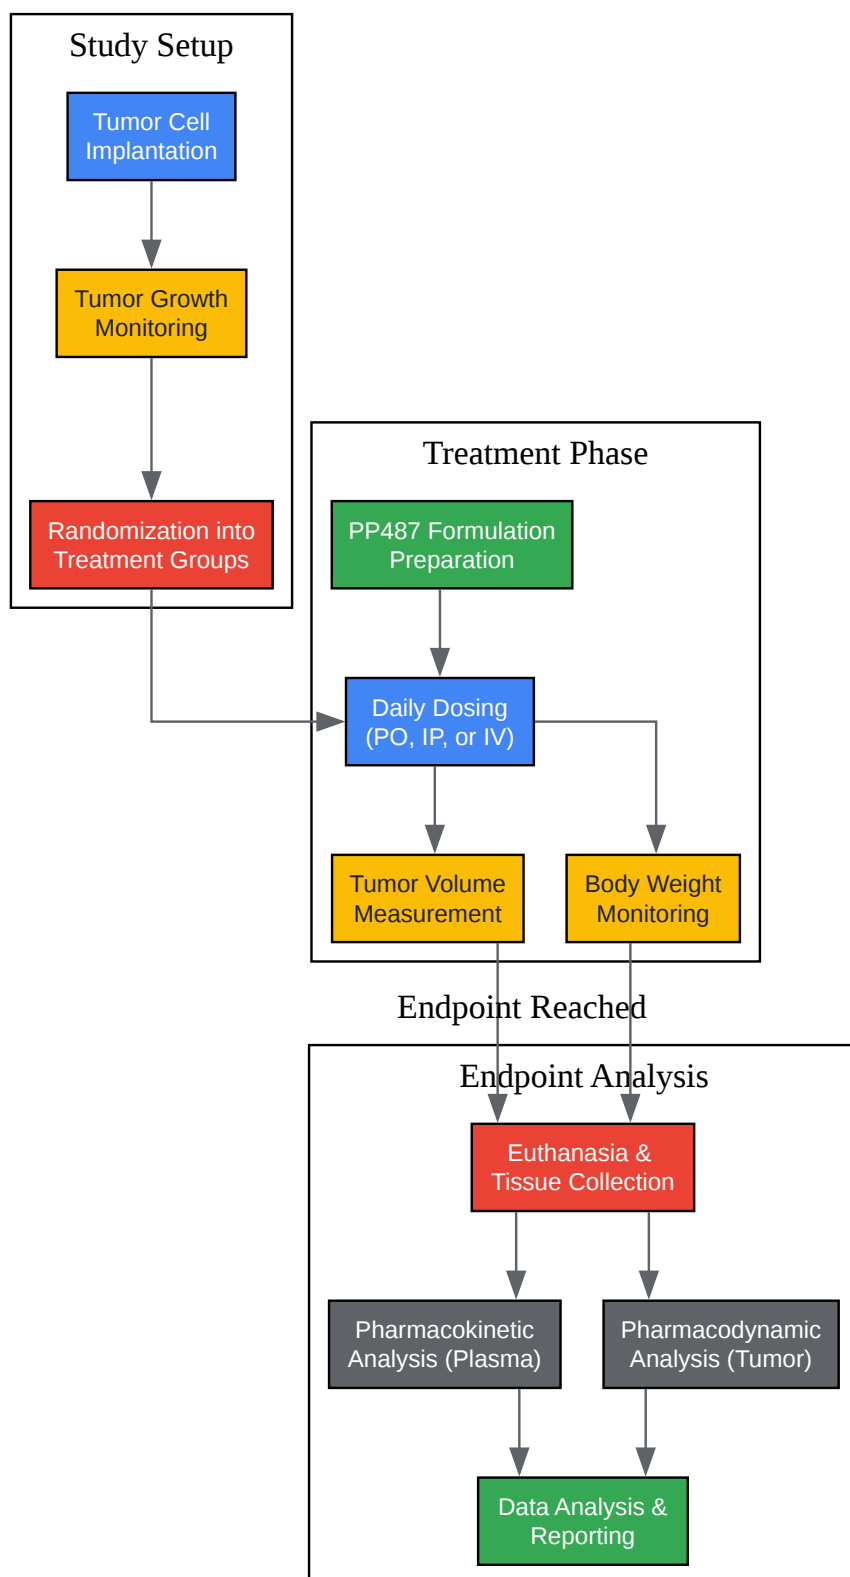 Study Setup
Tumor Cell
Implantation
Tumor Growth
Monitoring
Randomization into
Treatment Groups
Treatment Phase
PP487 Formulation
Preparation
Daily Dosing
(PO, IP, or IV)
Tumor Volume
Measurement
Body Weight
Monitoring
Endpoint Reached
Endpoint Analysis
Euthanasia &
Tissue Collection
Pharmacokinetic
Analysis (Plasma)
Pharmacodynamic
Analysis (Tumor)
Data Analysis &
Reporting